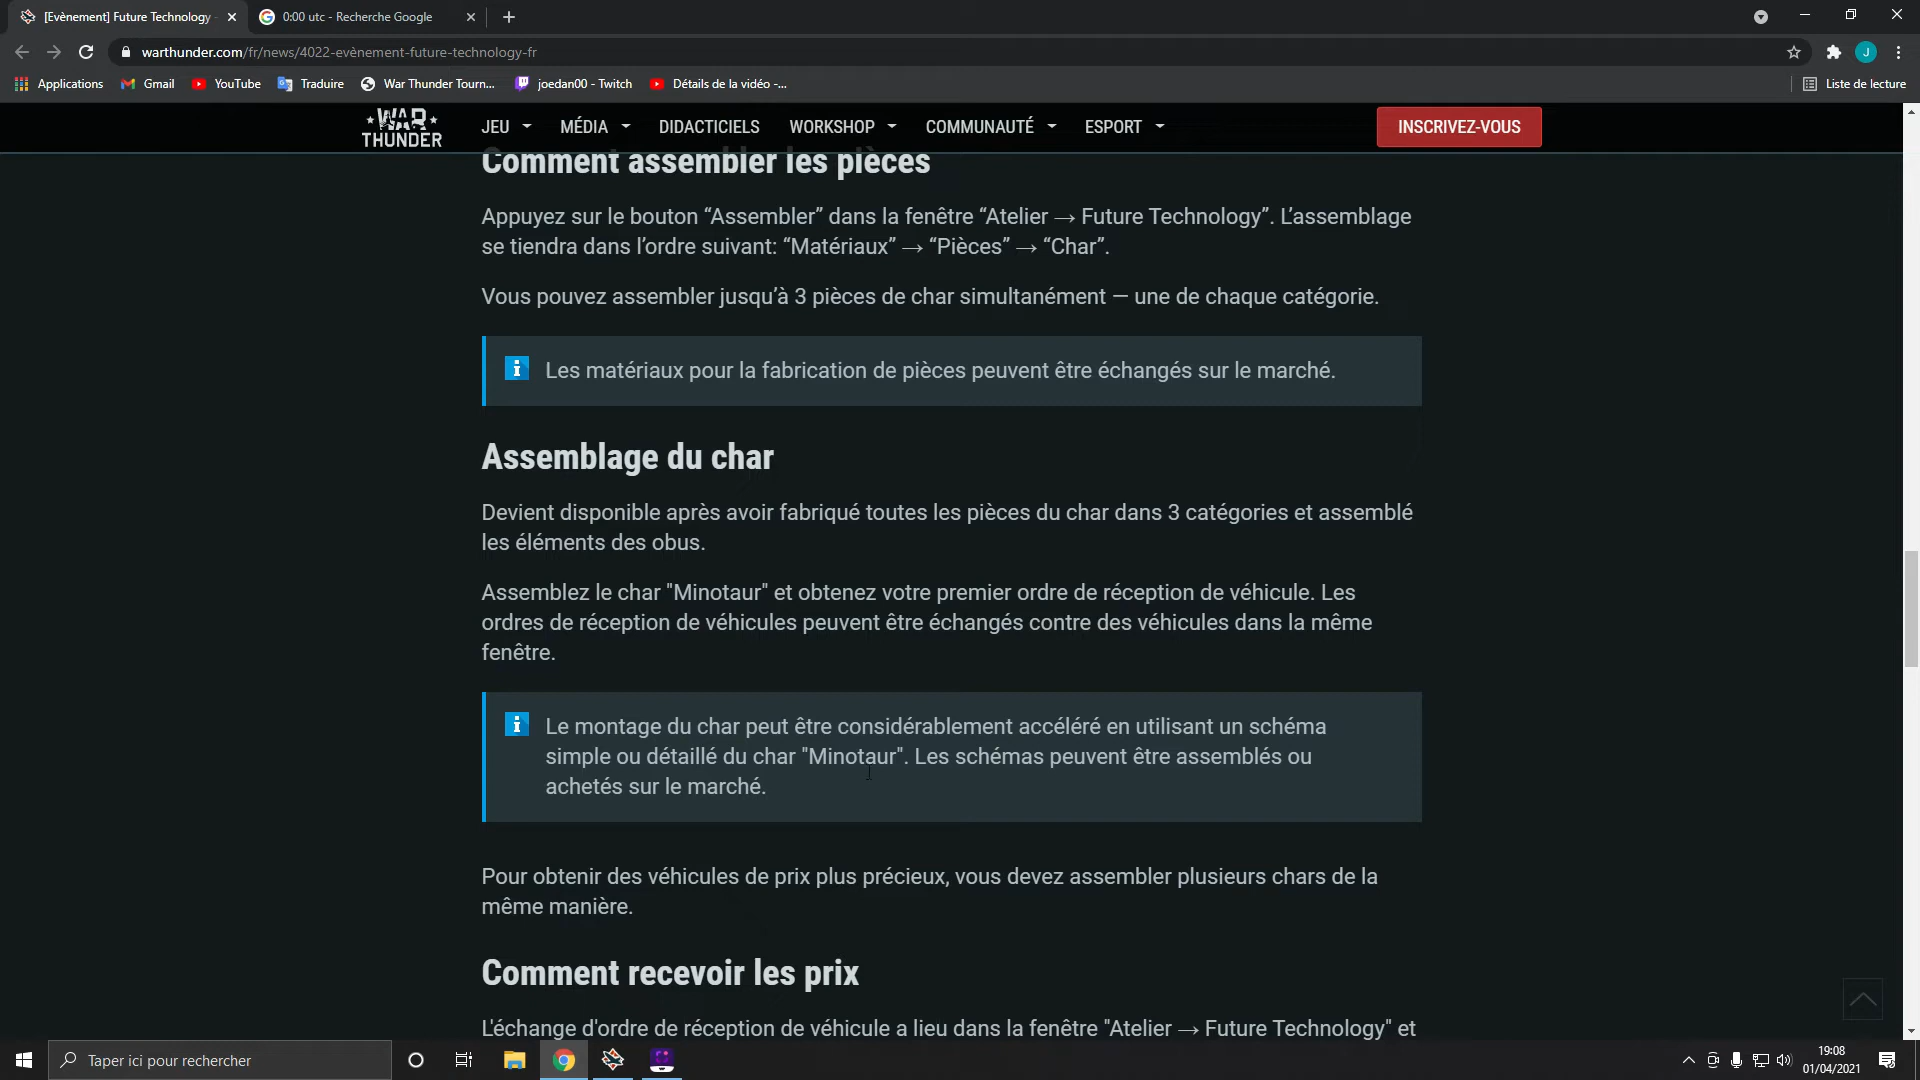 [Evènement] Future Technology
0:00 utc - Recherche Google
warthunder.com/fr/news/4022-evènement-future-technology-fr
J
Applications
Gmail
YouTube
Traduire
War Thunder Tourn...
joedan00 - Twitch
Détails de la vidéo -...
Liste de lecture
WAR THUNDER
JEU
MÉDIA
DIDACTICIELS
WORKSHOP
COMMUNAUTÉ
ESPORT
INSCRIVEZ-VOUS
Comment assembler les pièces
Appuyez sur le bouton “Assembler” dans la fenêtre “Atelier → Future Technology”. L’assemblage
se tiendra dans l’ordre suivant: “Matériaux” → “Pièces” → “Char”.
Vous pouvez assembler jusqu’à 3 pièces de char simultanément — une de chaque catégorie.
Les matériaux pour la fabrication de pièces peuvent être échangés sur le marché.
Assemblage du char
Devient disponible après avoir fabriqué toutes les pièces du char dans 3 catégories et assemblé
les éléments des obus.
Assemblez le char "Minotaur" et obtenez votre premier ordre de réception de véhicule. Les
ordres de réception de véhicules peuvent être échangés contre des véhicules dans la même
fenêtre.
Le montage du char peut être considérablement accéléré en utilisant un schéma
simple ou détaillé du char "Minotaur". Les schémas peuvent être assemblés ou
achetés sur le marché.
Pour obtenir des véhicules de prix plus précieux, vous devez assembler plusieurs chars de la
même manière.
Comment recevoir les prix
L'échange d'ordre de réception de véhicule a lieu dans la fenêtre "Atelier → Future Technology" et
Taper ici pour rechercher
19:08
01/04/2021